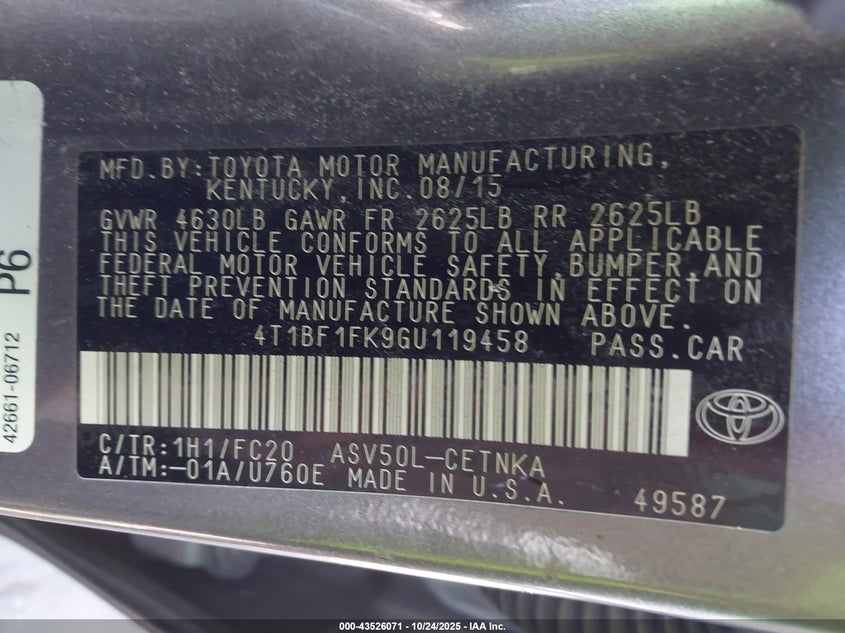 MFD.BY:TOYOTA MOTOR MANUFACTURING,
KENTUCKY,INC.08/15
GVWR 4630LB GAWR FR 2625LB RR 2625LB
THIS VEHICLE CONFORMS TO ALL APPLICABLE
FEDERAL MOTOR VEHICLE SAFETY,BUMPER,AND
THEFT PREVENTION STANDARDS IN EFFECT ON
THE DATE OF MANUFACTURE SHOWN ABOVE.
4T1BF1FK9GU119458 PASS.CAR
C/TR:1H1/FC20 ASV50L-CETNKA
A/TM:-01A/U760E MADE IN U.S.A. 49587
P6
42661-06712
000-43526071 - 10/24/2025 - IAA Inc.